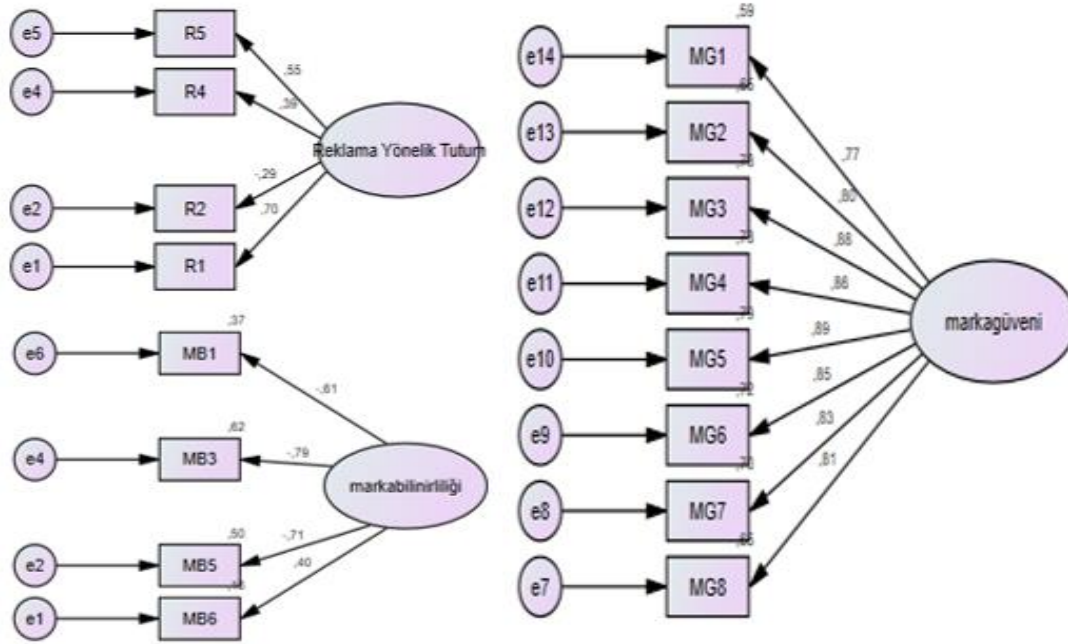 e5
R5
,55
e4
R4
,39
Reklama Yönelik Tutum
-,29
e2
R2
,70
e1
R1
,37
e6
MB1
-,61
,62
e4
MB3
-,79
markabilinirliliği
,50
-,71
e2
MB5
,40
e1
MB6
,59
e14
MG1
,77
e13
MG2
,80
e12
MG3
,88
e11
MG4
,86
markagüveni
,89
e10
MG5
,85
,72
e9
MG6
,83
,70
e8
MG7
,81
e7
MG8